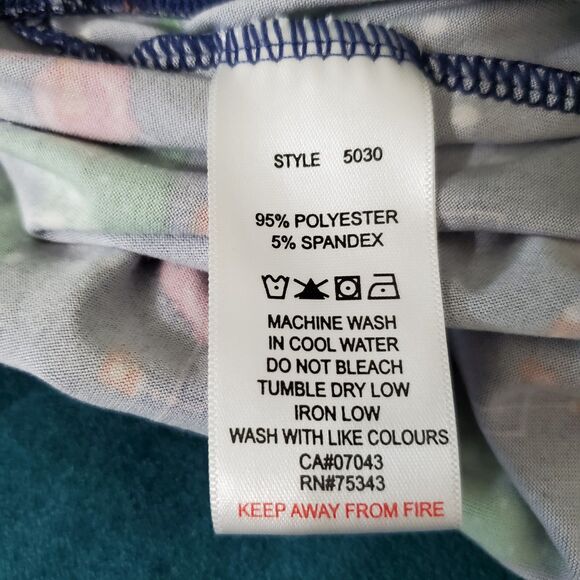 STYLE 5030
95% POLYESTER
5% SPANDEX
MACHINE WASH
IN COOL WATER
DO NOT BLEACH
TUMBLE DRY LOW
IRON LOW
WASH WITH LIKE COLOURS
CA#07043
RN#75343
KEEP AWAY FROM FIRE